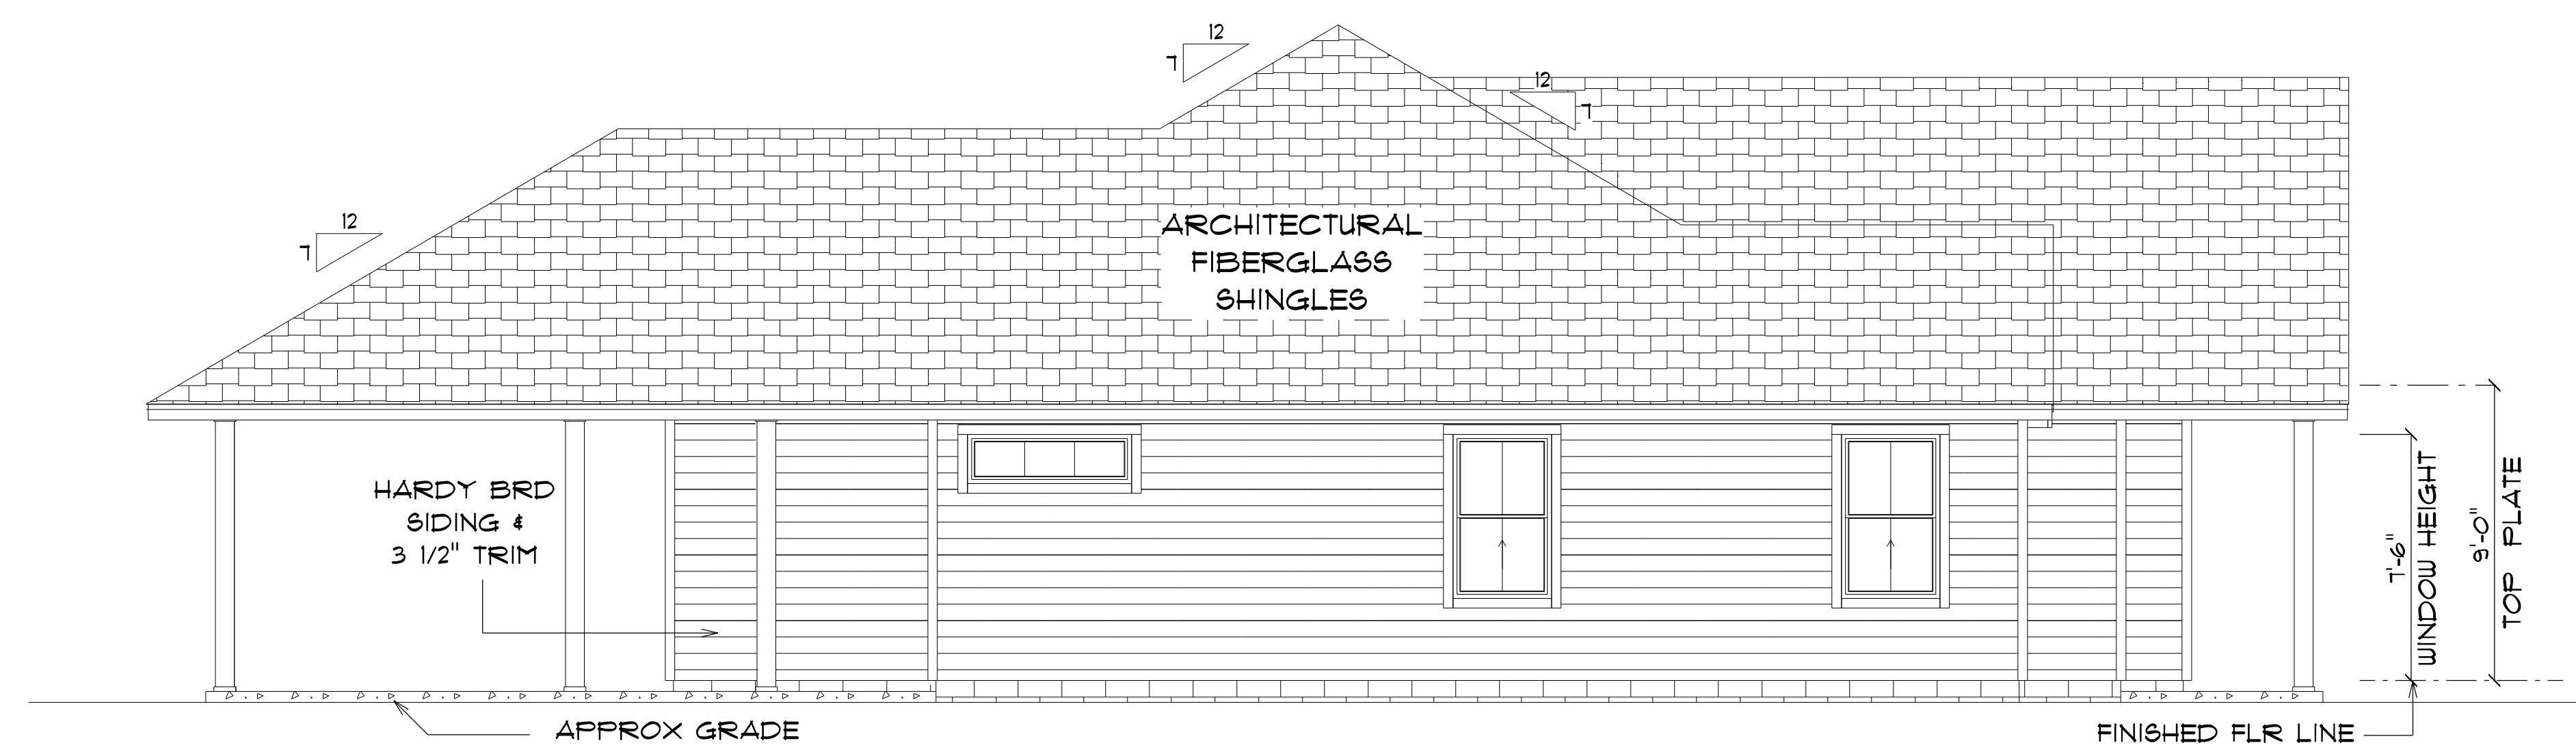 12
7
12
7
12
7
ARCHITECTURAL
FIBERGLASS
SHINGLES
HARDY BRD
SIDING &
3 1/2" TRIM
7'-6"
WINDOW HEIGHT
9'-0"
TOP PLATE
APPROX GRADE
FINISHED FLR LINE